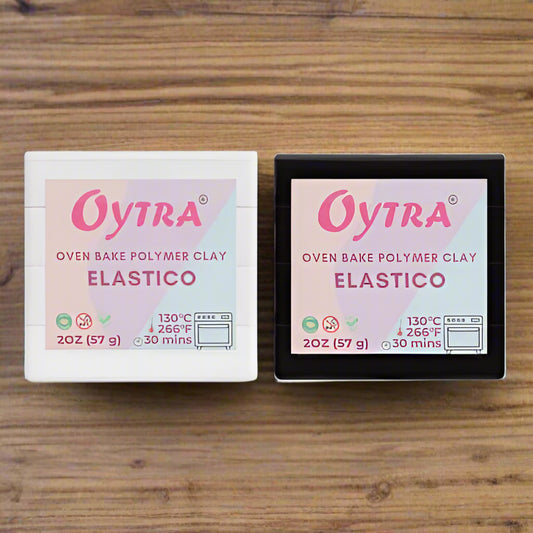 OYTRA®
OVEN BAKE POLYMER CLAY
ELASTICO
130°C
266°F
2OZ (57 g)
30 mins
OYTRA®
OVEN BAKE POLYMER CLAY
ELASTICO
130°C
266°F
2OZ (57 g)
30 mins